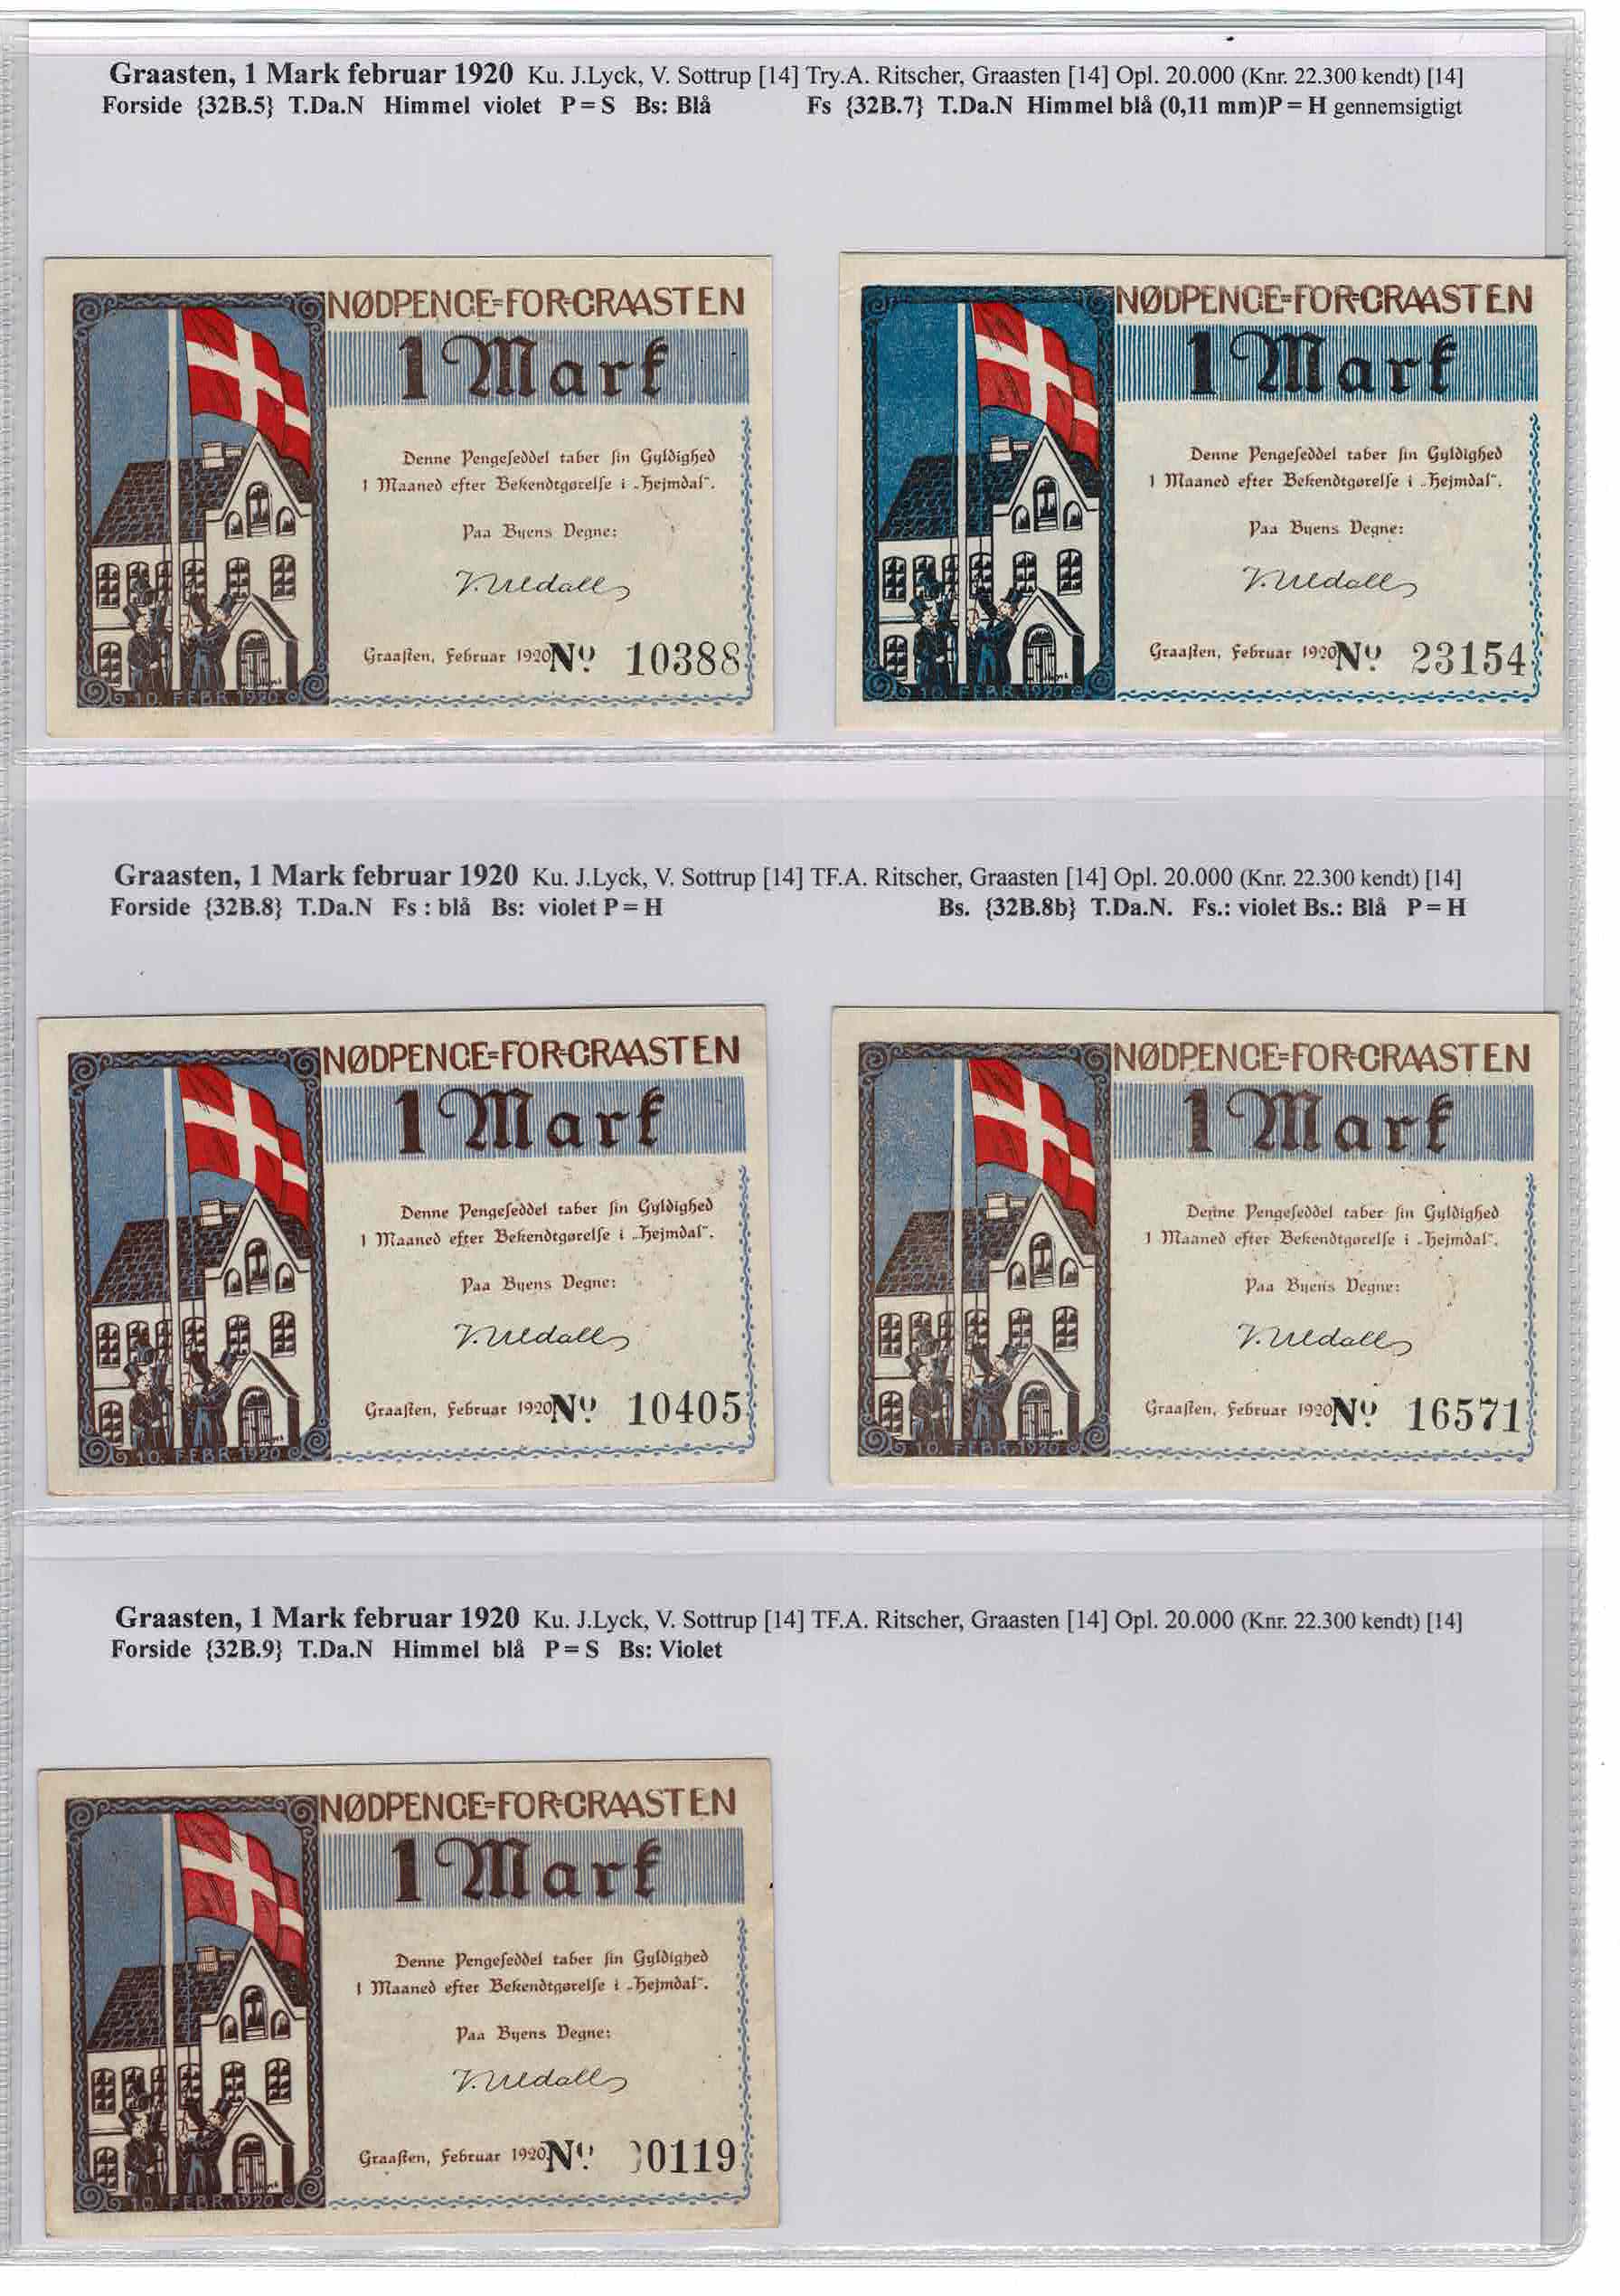 Graasten, 1 Mark februar 1920 Ku. J.Lyck, V. Sottrup [14] Try.A. Ritscher, Graasten [14] Opl. 20.000 (Knr. 22.300 kendt) [14]
Forside {32B.5} T.Da.N Himmel violet P = S Bs: Blå
Fs {32B.7} T.Da.N Himmel blå (0,11 mm)P = H gennemsigtigt
NØDPENGE=FOR=GRAASTEN
1 Mark
Denne Pengeseddel taber sin Gyldighed
1 Maaned efter Bekendtgørelse i „Hejmdal".
Paa Byens Vegne:
V. Uldall
Graasten, Februar 1920 No 10388
10. FEBR. 1920
NØDPENGE=FOR=GRAASTEN
1 Mark
Denne Pengeseddel taber sin Gyldighed
1 Maaned efter Bekendtgørelse i „Hejmdal".
Paa Byens Vegne:
V. Uldall
Graasten, Februar 1920 No 23154
10. FEBR. 1920
Graasten, 1 Mark februar 1920 Ku. J.Lyck, V. Sottrup [14] TF.A. Ritscher, Graasten [14] Opl. 20.000 (Knr. 22.300 kendt) [14]
Forside {32B.8} T.Da.N Fs : blå Bs: violet P = H
Bs. {32B.8b} T.Da.N. Fs.: violet Bs.: Blå P = H
NØDPENGE=FOR=GRAASTEN
1 Mark
Denne Pengeseddel taber sin Gyldighed
1 Maaned efter Bekendtgørelse i „Hejmdal".
Paa Byens Vegne:
V. Uldall
Graasten, Februar 1920 No 10405
10. FEBR. 1920
NØDPENGE=FOR=GRAASTEN
1 Mark
Denne Pengeseddel taber sin Gyldighed
1 Maaned efter Bekendtgørelse i „Hejmdal".
Paa Byens Vegne:
V. Uldall
Graasten, Februar 1920 No 16571
10. FEBR. 1920
Graasten, 1 Mark februar 1920 Ku. J.Lyck, V. Sottrup [14] TF.A. Ritscher, Graasten [14] Opl. 20.000 (Knr. 22.300 kendt) [14]
Forside {32B.9} T.Da.N Himmel blå P = S Bs: Violet
NØDPENGE=FOR=GRAASTEN
1 Mark
Denne Pengeseddel taber sin Gyldighed
1 Maaned efter Bekendtgørelse i „Hejmdal".
Paa Byens Vegne:
V. Uldall
Graasten, Februar 1920 No 00119
10. FEBR. 1920